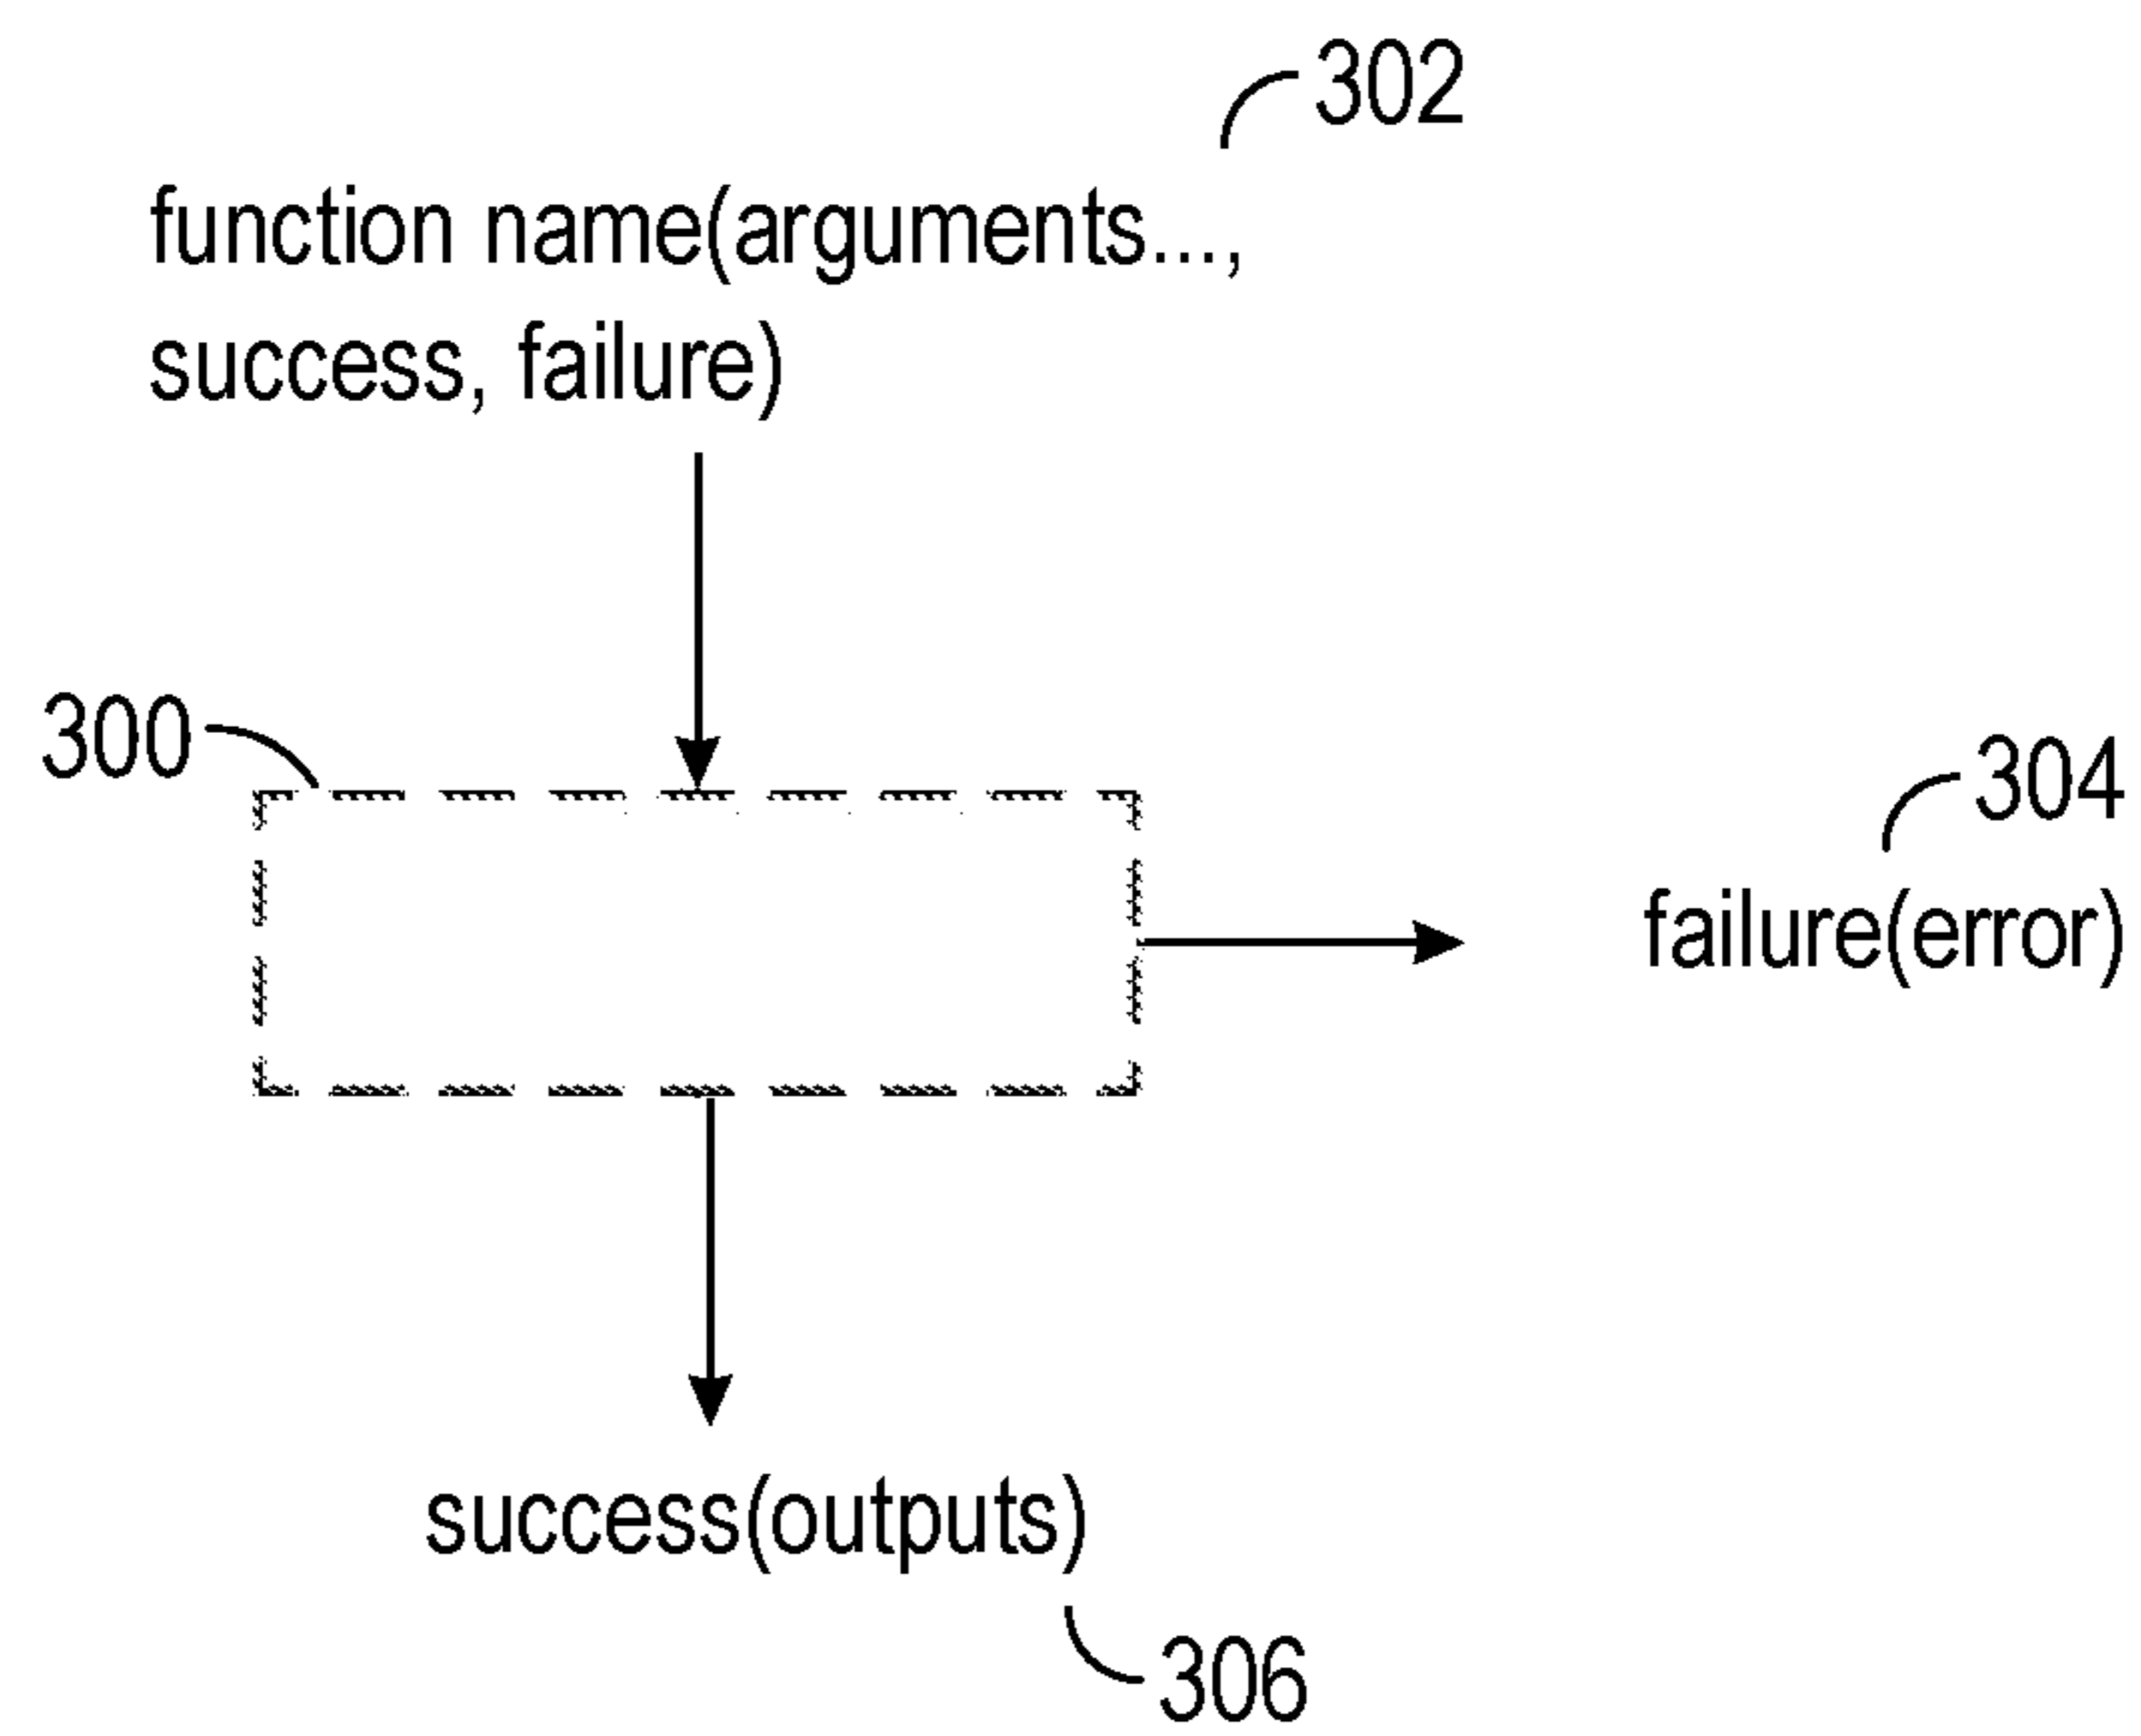 302
function name(arguments...,
success, failure)
300
304
failure(error)
success(outputs)
306